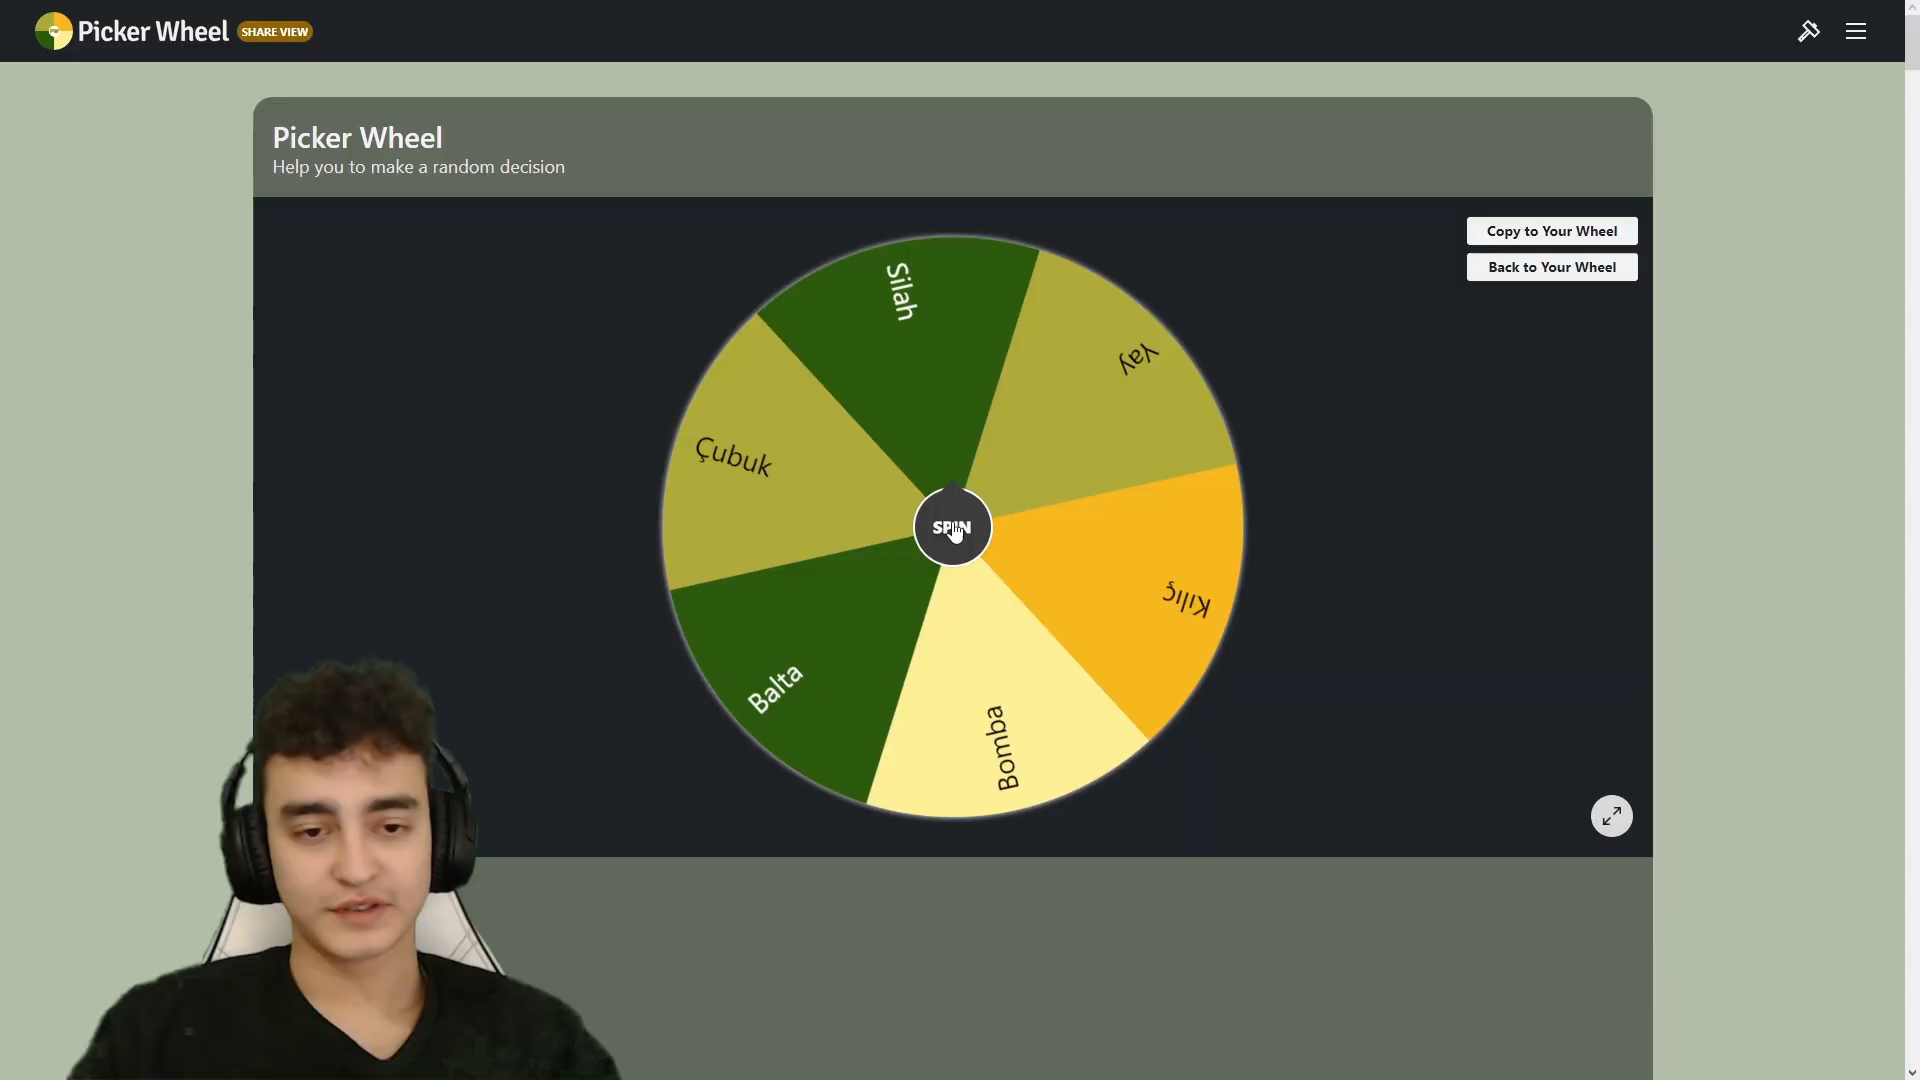 Picker Wheel
SHARE VIEW
Picker Wheel
Help you to make a random decision
Copy to Your Wheel
Back to Your Wheel
Silah
Yay
Çubuk
SPIN
Kılıç
Balta
Bomba